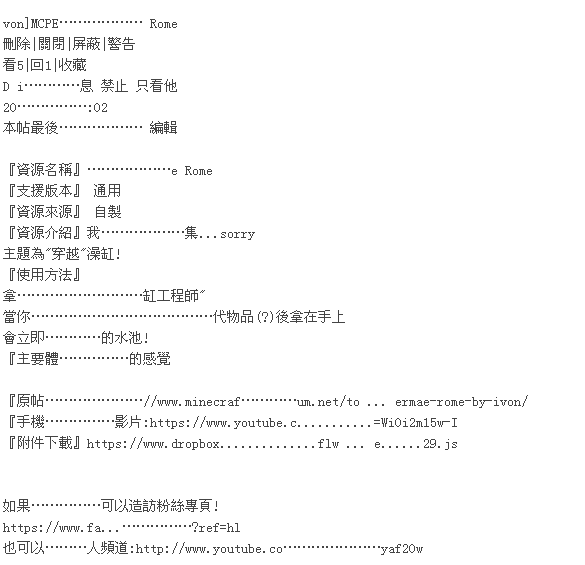 von]MCPE……………… Rome
刪除|關閉|屏蔽|警告
看5|回1|收藏
D i…………息 禁止 只看他
20……………:02
本帖最後……………… 編輯
『資源名稱』………………e Rome
『支援版本』 通用
『資源來源』 自製
『資源介紹』我………………集...sorry
主題為"穿越"澡缸!
『使用方法』
拿………………………缸工程師"
當你…………………………………代物品(?)後拿在手上
會立即…………的水池!
『主要體……………的感覺
『原帖…………………//www.minecraf…………um.net/to ... ermae-rome-by-ivon/
『手機……………影片:https://www.youtube.c...........=WiOi2m15w-I
『附件下載』https://www.dropbox..............flw ... e......29.js
如果……………可以造訪粉絲專頁!
https://www.fa...……………?ref=hl
也可以………人頻道:http://www.youtube.co…………………yaf2Ow